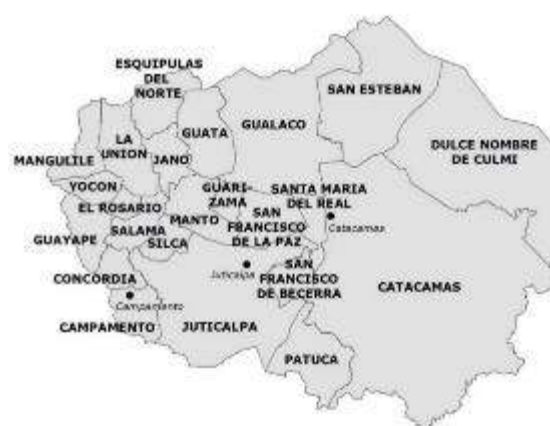 ESQUIPULAS
DEL
NORTE
SAN ESTEBAN
GUALACO
LA
UNION
GUATA
DULCE NOMBRE
DE CULMI
MANGULILE
JANO
YOCON
GUARI-
ZAMA
SANTA MARIA
DEL REAL
EL ROSARIO
MANTO
SAN
FRANCISCO
DE LA PAZ
Catacamas
SALAMA
GUAYAPE
SILCA
Juticalpa
SAN
FRANCISCO
DE BECERRA
CONCORDIA
CATACAMAS
Campamento
CAMPAMENTO
JUTICALPA
PATUCA